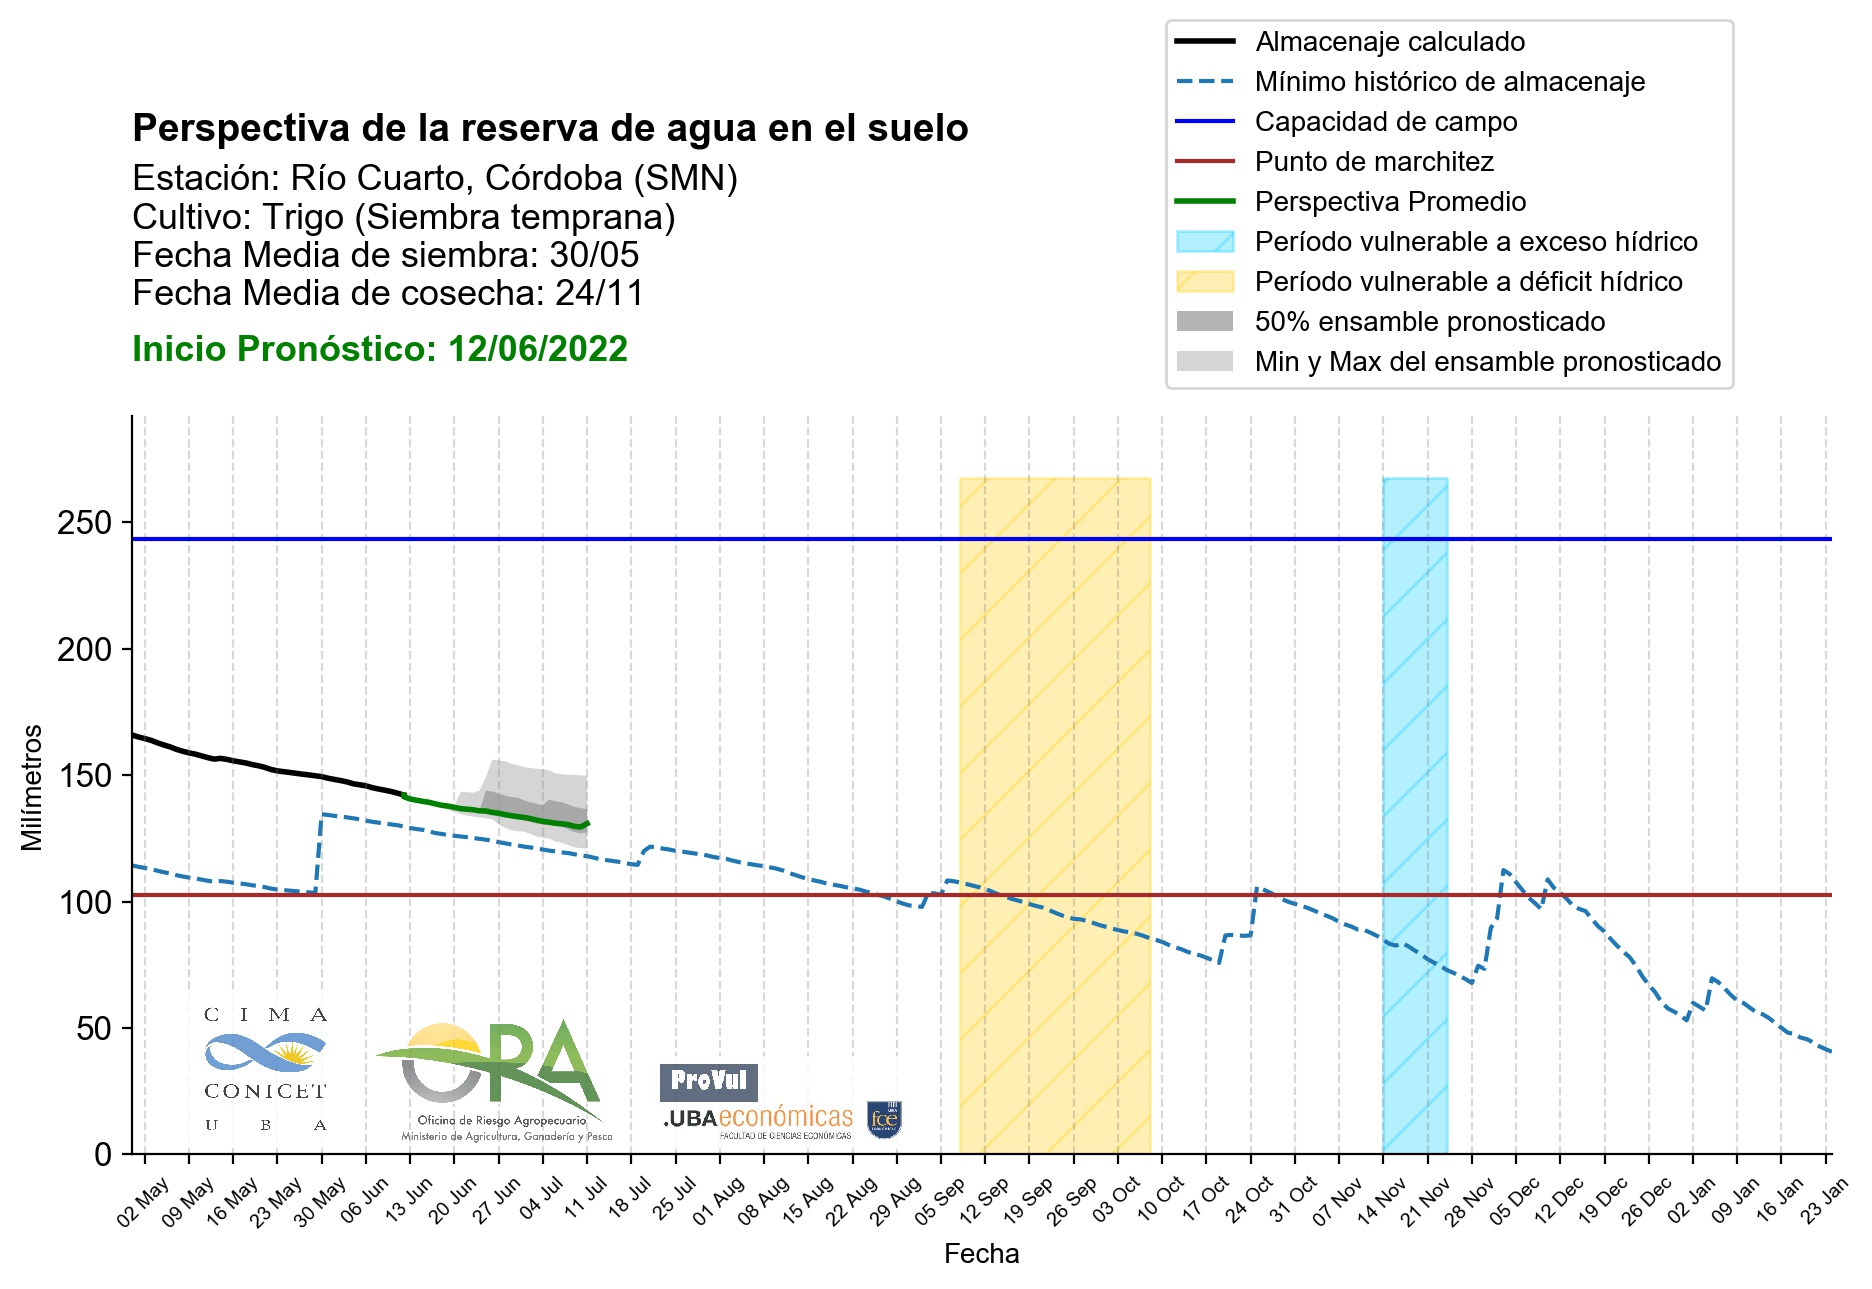 Almacenaje calculado
Mínimo histórico de almacenaje
Capacidad de campo
Punto de marchitez
Perspectiva Promedio
Período vulnerable a exceso hídrico
Período vulnerable a déficit hídrico
50% ensamble pronosticado
Min y Max del ensamble pronosticado
Perspectiva de la reserva de agua en el suelo
Estación: Río Cuarto, Córdoba (SMN)
Cultivo: Trigo (Siembra temprana)
Fecha Media de siembra: 30/05
Fecha Media de cosecha: 24/11
Inicio Pronóstico: 12/06/2022
Milímetros
250
200
150
100
50
0
C I M A
CONICET
U B A
ORA
Oficina de Riesgo Agropecuario
Ministerio de Agricultura, Ganadería y Pesca
ProVul
.UBAeconómicas
FACULTAD DE CIENCIAS ECONÓMICAS
fce
02 May
09 May
16 May
23 May
30 May
06 Jun
13 Jun
20 Jun
27 Jun
04 Jul
11 Jul
18 Jul
25 Jul
01 Aug
08 Aug
15 Aug
22 Aug
29 Aug
05 Sep
12 Sep
19 Sep
26 Sep
03 Oct
10 Oct
17 Oct
24 Oct
31 Oct
07 Nov
14 Nov
21 Nov
28 Nov
05 Dec
12 Dec
19 Dec
26 Dec
02 Jan
09 Jan
16 Jan
23 Jan
Fecha